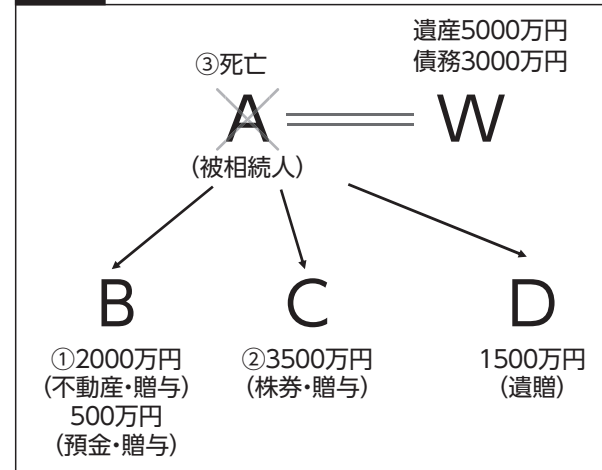 遺産5000万円
債務3000万円
③死亡
A W
(被相続人)
B C D
①2000万円
(不動産・贈与)
500万円
(預金・贈与)
②3500万円
(株券・贈与)
1500万円
(遺贈)